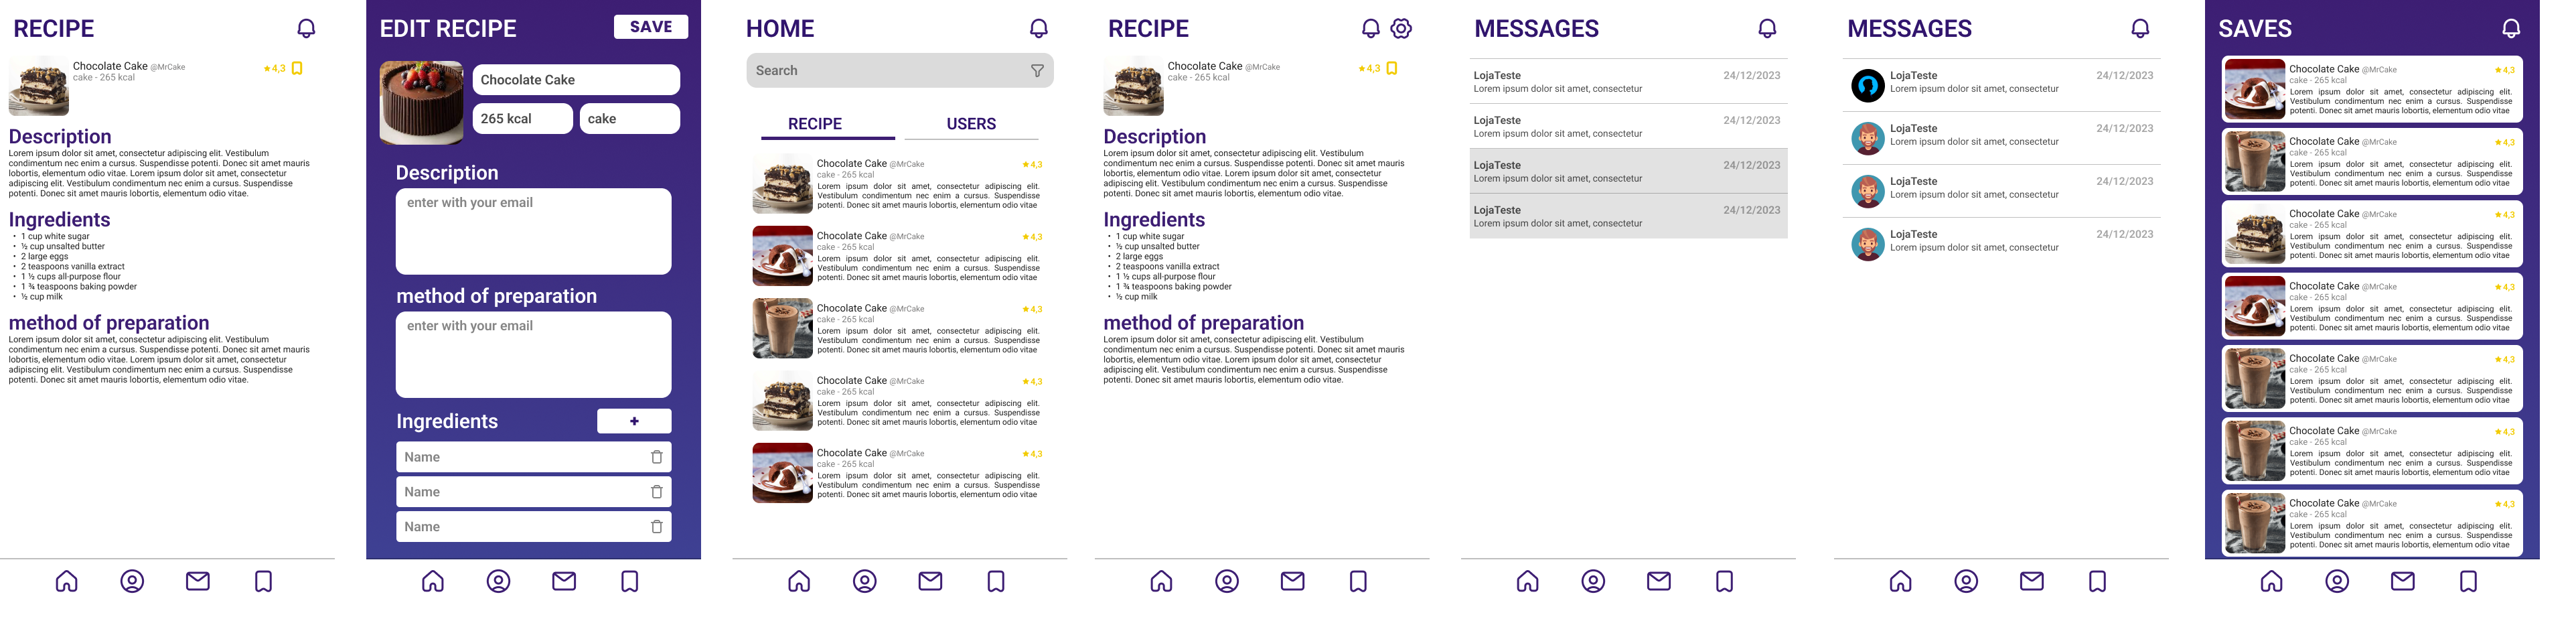 RECIPE
Chocolate Cake @MrCake
4,3
cake - 265 kcal
Description
Lorem ipsum dolor sit amet, consectetur adipiscing elit. Vestibulum
condimentum nec enim a cursus. Suspendisse potenti. Donec sit amet mauris
lobortis, elementum odio vitae. Lorem ipsum dolor sit amet, consectetur
adipiscing elit. Vestibulum condimentum nec enim a cursus. Suspendisse
potenti. Donec sit amet mauris lobortis, elementum odio vitae.
Ingredients
• 1 cup white sugar
• ½ cup unsalted butter
• 2 large eggs
• 2 teaspoons vanilla extract
• 1 ½ cups all-purpose flour
• 1 ¾ teaspoons baking powder
• ½ cup milk
method of preparation
Lorem ipsum dolor sit amet, consectetur adipiscing elit. Vestibulum
condimentum nec enim a cursus. Suspendisse potenti. Donec sit amet mauris
lobortis, elementum odio vitae. Lorem ipsum dolor sit amet, consectetur
adipiscing elit. Vestibulum condimentum nec enim a cursus. Suspendisse
potenti. Donec sit amet mauris lobortis, elementum odio vitae.
EDIT RECIPE
SAVE
Chocolate Cake
265 kcal
cake
Description
enter with your email
method of preparation
enter with your email
Ingredients
+
Name
Name
Name
HOME
Search
RECIPE
USERS
Chocolate Cake @MrCake
4,3
cake - 265 kcal
Lorem ipsum dolor sit amet, consectetur adipiscing elit.
Vestibulum condimentum nec enim a cursus. Suspendisse
potenti. Donec sit amet mauris lobortis, elementum odio vitae
Chocolate Cake @MrCake
4,3
cake - 265 kcal
Lorem ipsum dolor sit amet, consectetur adipiscing elit.
Vestibulum condimentum nec enim a cursus. Suspendisse
potenti. Donec sit amet mauris lobortis, elementum odio vitae
Chocolate Cake @MrCake
4,3
cake - 265 kcal
Lorem ipsum dolor sit amet, consectetur adipiscing elit.
Vestibulum condimentum nec enim a cursus. Suspendisse
potenti. Donec sit amet mauris lobortis, elementum odio vitae
Chocolate Cake @MrCake
4,3
cake - 265 kcal
Lorem ipsum dolor sit amet, consectetur adipiscing elit.
Vestibulum condimentum nec enim a cursus. Suspendisse
potenti. Donec sit amet mauris lobortis, elementum odio vitae
Chocolate Cake @MrCake
4,3
cake - 265 kcal
Lorem ipsum dolor sit amet, consectetur adipiscing elit.
Vestibulum condimentum nec enim a cursus. Suspendisse
potenti. Donec sit amet mauris lobortis, elementum odio vitae
RECIPE
Chocolate Cake @MrCake
4,3
cake - 265 kcal
Description
Lorem ipsum dolor sit amet, consectetur adipiscing elit. Vestibulum
condimentum nec enim a cursus. Suspendisse potenti. Donec sit amet mauris
lobortis, elementum odio vitae. Lorem ipsum dolor sit amet, consectetur
adipiscing elit. Vestibulum condimentum nec enim a cursus. Suspendisse
potenti. Donec sit amet mauris lobortis, elementum odio vitae.
Ingredients
• 1 cup white sugar
• ½ cup unsalted butter
• 2 large eggs
• 2 teaspoons vanilla extract
• 1 ½ cups all-purpose flour
• 1 ¾ teaspoons baking powder
• ½ cup milk
method of preparation
Lorem ipsum dolor sit amet, consectetur adipiscing elit. Vestibulum
condimentum nec enim a cursus. Suspendisse potenti. Donec sit amet mauris
lobortis, elementum odio vitae. Lorem ipsum dolor sit amet, consectetur
adipiscing elit. Vestibulum condimentum nec enim a cursus. Suspendisse
potenti. Donec sit amet mauris lobortis, elementum odio vitae.
MESSAGES
LojaTeste
24/12/2023
Lorem ipsum dolor sit amet, consectetur
LojaTeste
24/12/2023
Lorem ipsum dolor sit amet, consectetur
LojaTeste
24/12/2023
Lorem ipsum dolor sit amet, consectetur
LojaTeste
24/12/2023
Lorem ipsum dolor sit amet, consectetur
MESSAGES
LojaTeste
24/12/2023
Lorem ipsum dolor sit amet, consectetur
LojaTeste
24/12/2023
Lorem ipsum dolor sit amet, consectetur
LojaTeste
24/12/2023
Lorem ipsum dolor sit amet, consectetur
LojaTeste
24/12/2023
Lorem ipsum dolor sit amet, consectetur
SAVES
Chocolate Cake @MrCake
4,3
cake - 265 kcal
Lorem ipsum dolor sit amet, consectetur adipiscing elit.
Vestibulum condimentum nec enim a cursus. Suspendisse
potenti. Donec sit amet mauris lobortis, elementum odio vitae
Chocolate Cake @MrCake
4,3
cake - 265 kcal
Lorem ipsum dolor sit amet, consectetur adipiscing elit.
Vestibulum condimentum nec enim a cursus. Suspendisse
potenti. Donec sit amet mauris lobortis, elementum odio vitae
Chocolate Cake @MrCake
4,3
cake - 265 kcal
Lorem ipsum dolor sit amet, consectetur adipiscing elit.
Vestibulum condimentum nec enim a cursus. Suspendisse
potenti. Donec sit amet mauris lobortis, elementum odio vitae
Chocolate Cake @MrCake
4,3
cake - 265 kcal
Lorem ipsum dolor sit amet, consectetur adipiscing elit.
Vestibulum condimentum nec enim a cursus. Suspendisse
potenti. Donec sit amet mauris lobortis, elementum odio vitae
Chocolate Cake @MrCake
4,3
cake - 265 kcal
Lorem ipsum dolor sit amet, consectetur adipiscing elit.
Vestibulum condimentum nec enim a cursus. Suspendisse
potenti. Donec sit amet mauris lobortis, elementum odio vitae
Chocolate Cake @MrCake
4,3
cake - 265 kcal
Lorem ipsum dolor sit amet, consectetur adipiscing elit.
Vestibulum condimentum nec enim a cursus. Suspendisse
potenti. Donec sit amet mauris lobortis, elementum odio vitae
Chocolate Cake @MrCake
4,3
cake - 265 kcal
Lorem ipsum dolor sit amet, consectetur adipiscing elit.
Vestibulum condimentum nec enim a cursus. Suspendisse
potenti. Donec sit amet mauris lobortis, elementum odio vitae